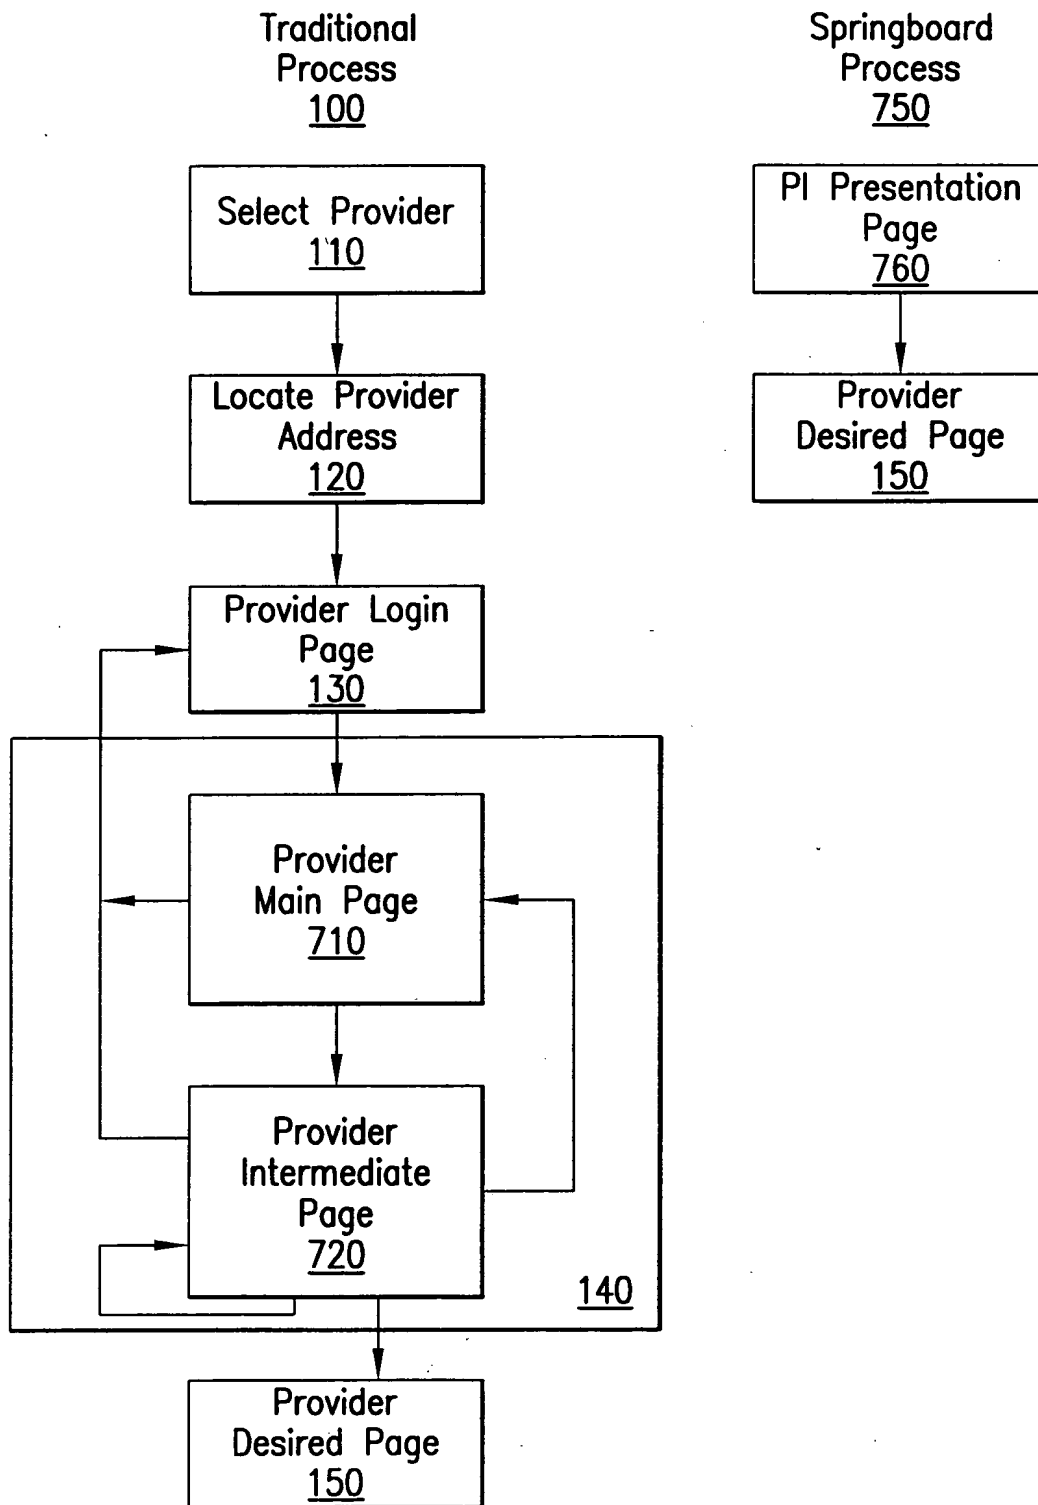 Traditional
Process
100
Select Provider
110
Locate Provider
Address
120
Provider Login
Page
130
Provider
Main Page
710
Provider
Intermediate
Page
720
140
Provider
Desired Page
150
Springboard
Process
750
PI Presentation
Page
760
Provider
Desired Page
150